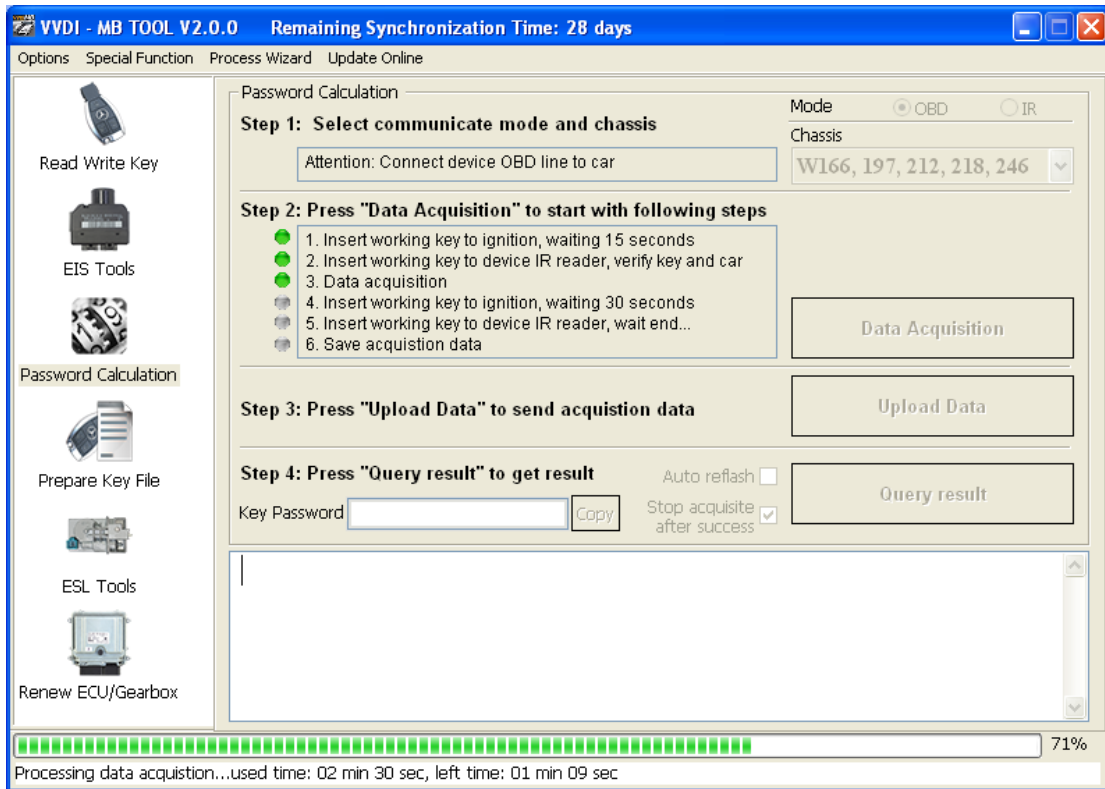 VVDI - MB TOOL V2.0.0 Remaining Synchronization Time: 28 days
Options Special Function Process Wizard Update Online
Read Write Key
EIS Tools
Password Calculation
Prepare Key File
ESL Tools
Renew ECU/Gearbox
Password Calculation
Step 1: Select communicate mode and chassis
Attention: Connect device OBD line to car
Mode OBD IR
Chassis
W166, 197, 212, 218, 246
Step 2: Press "Data Acquisition" to start with following steps
1. Insert working key to ignition, waiting 15 seconds
2. Insert working key to device IR reader, verify key and car
3. Data acquisition
4. Insert working key to ignition, waiting 30 seconds
5. Insert working key to device IR reader, wait end...
6. Save acquistion data
Data Acquisition
Step 3: Press "Upload Data" to send acquistion data
Upload Data
Step 4: Press "Query result" to get result
Key Password
Copy
Auto reflash
Stop acquisite
after success
Query result
71%
Processing data acquistion...used time: 02 min 30 sec, left time: 01 min 09 sec